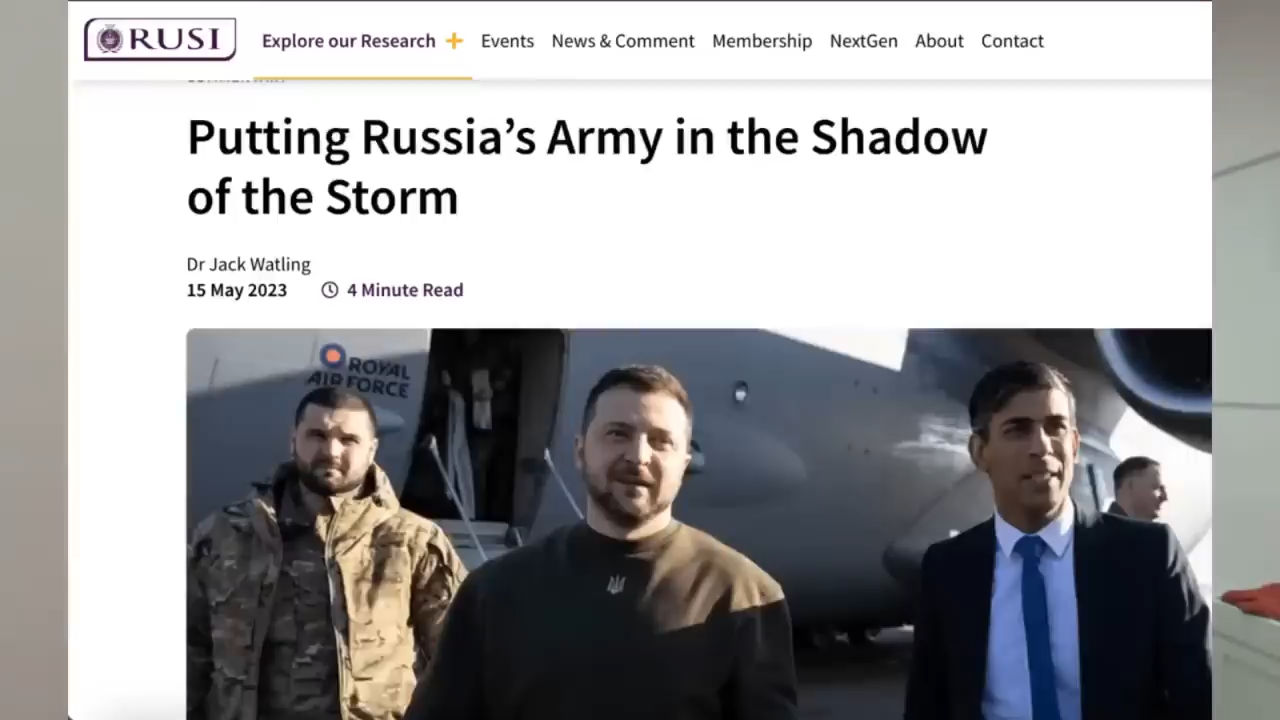 RUSI
Explore our Research + Events News & Comment Membership NextGen About Contact
Putting Russia's Army in the Shadow
of the Storm
Dr Jack Watling
15 May 2023 4 Minute Read
ROYAL
AIR FORCE